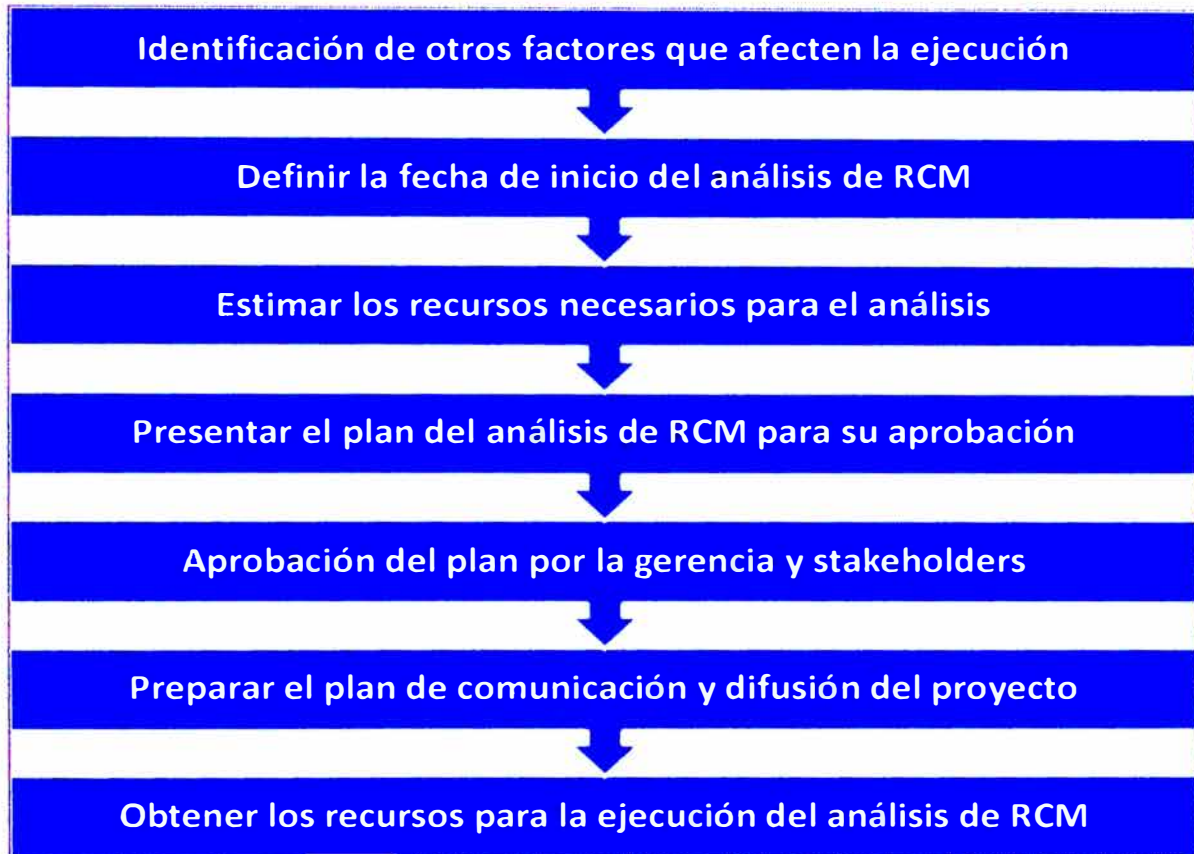 Identificación de otros factores que afecten la ejecución
Definir la fecha de inicio del análisis de RCM
Estimar los recursos necesarios para el análisis
Presentar el plan del análisis de RCM para su aprobación
Aprobación del plan por la gerencia y stakeholders
Preparar el plan de comunicación y difusión del proyecto
Obtener los recursos para la ejecución del análisis de RCM